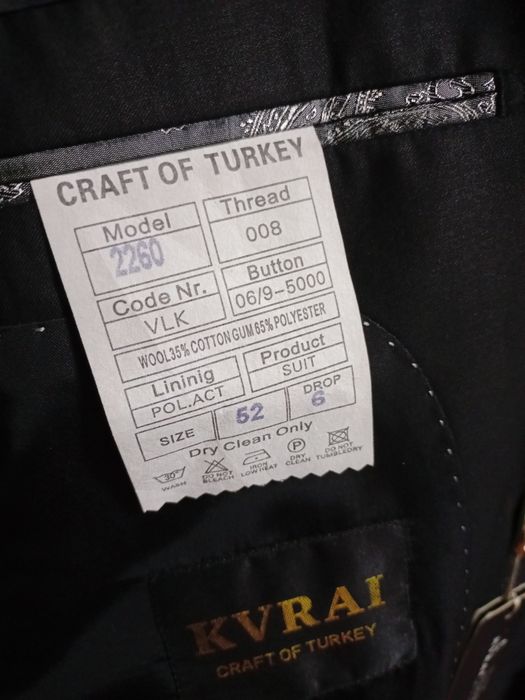 CRAFT OF TURKEY
Model
2260
Thread
008
Code Nr.
VLK
Button
06/9-5000
WOOL35% COTTON GUM 65% POLYESTER
Lininig
POL.ACT
Product
SUIT
SIZE
52
DROP
6
Dry Clean Only
30°
WASH
DO NOT
BLEACH
IRON
LOW HEAT
P
DRY
CLEAN
DO NOT
TUMBLEDRY
KVRAI
CRAFT OF TURKEY